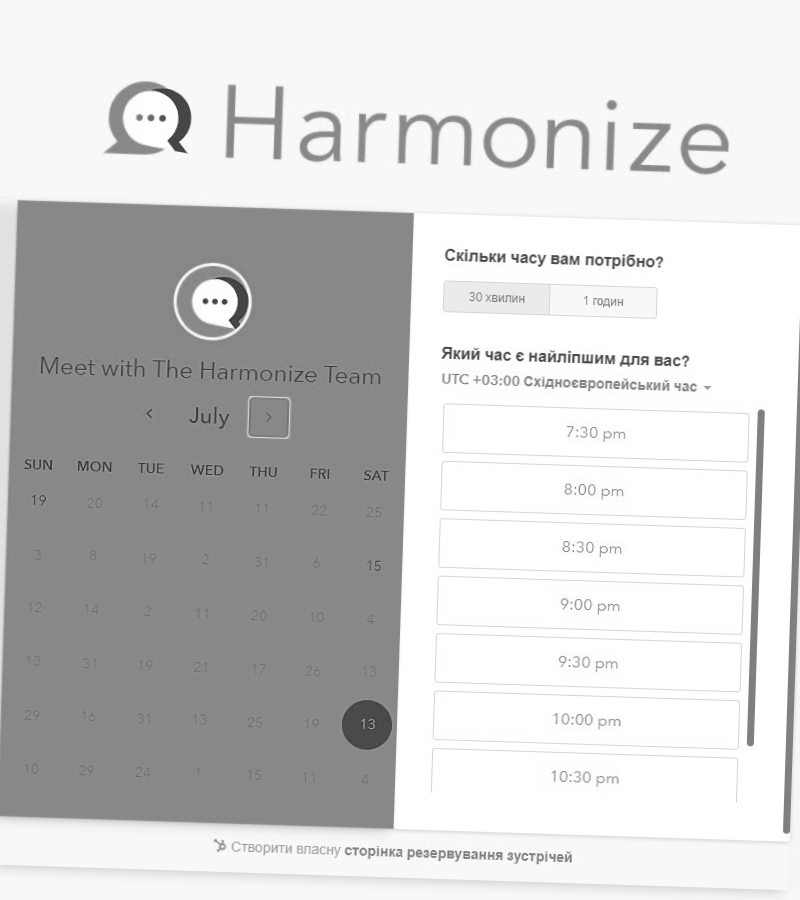 Harmonize
Meet with The Harmonize Team
July
SUN MON TUE WED THU FRI SAT
19 20 14 11 11 22 25
3 8 19 2 31 6 15
12 14 2 11 20 10 4
13 31 19 21 17 26 13
29 16 31 13 25 19 13
10 29 24 1 15 11 4
Скільки часу вам потрібно?
30 хвилин 1 годин
Який час є найліпшим для вас?
UTC +03:00 Східноєвропейський час
7:30 pm
8:00 pm
8:30 pm
9:00 pm
9:30 pm
10:00 pm
10:30 pm
Створити власну сторінка резервування зустрічей